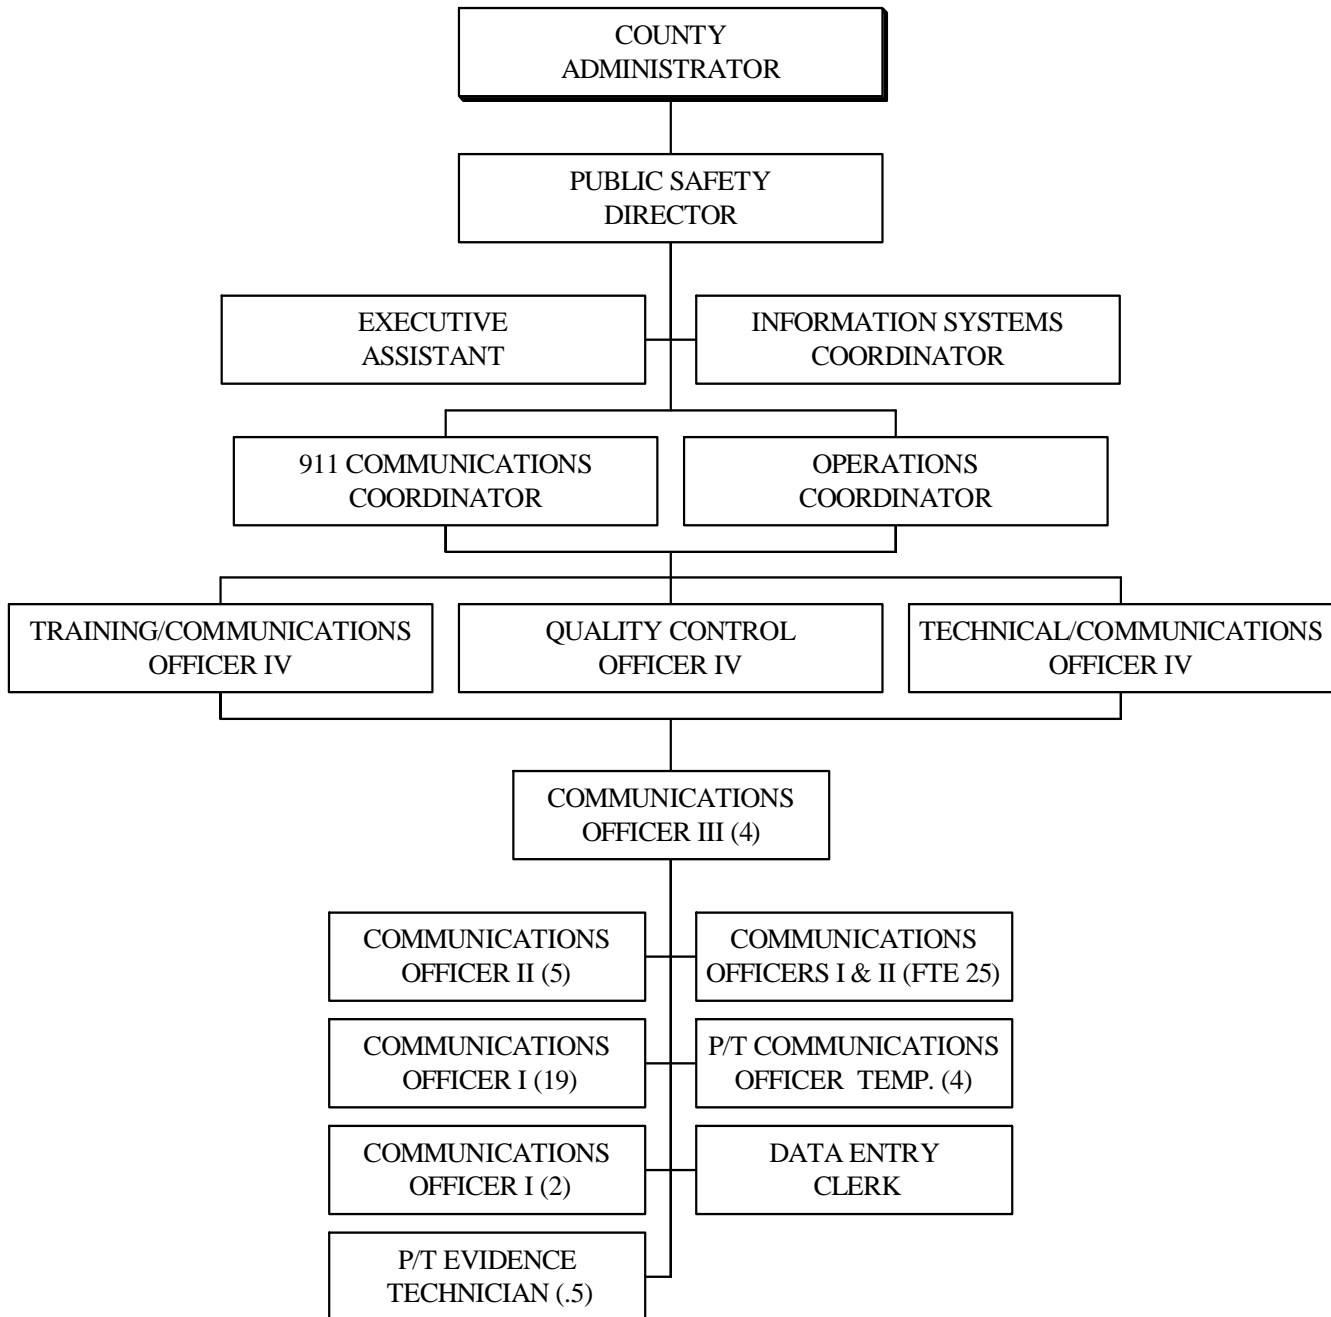 COUNTY
ADMINISTRATOR
PUBLIC SAFETY
DIRECTOR
EXECUTIVE
ASSISTANT
INFORMATION SYSTEMS
COORDINATOR
911 COMMUNICATIONS
COORDINATOR
OPERATIONS
COORDINATOR
TRAINING/COMMUNICATIONS
OFFICER IV
QUALITY CONTROL
OFFICER IV
TECHNICAL/COMMUNICATIONS
OFFICER IV
COMMUNICATIONS
OFFICER III (4)
COMMUNICATIONS
OFFICER II (5)
COMMUNICATIONS
OFFICERS I & II (FTE 25)
COMMUNICATIONS
OFFICER I (19)
P/T COMMUNICATIONS
OFFICER TEMP. (4)
COMMUNICATIONS
OFFICER I (2)
DATA ENTRY
CLERK
P/T EVIDENCE
TECHNICIAN (.5)